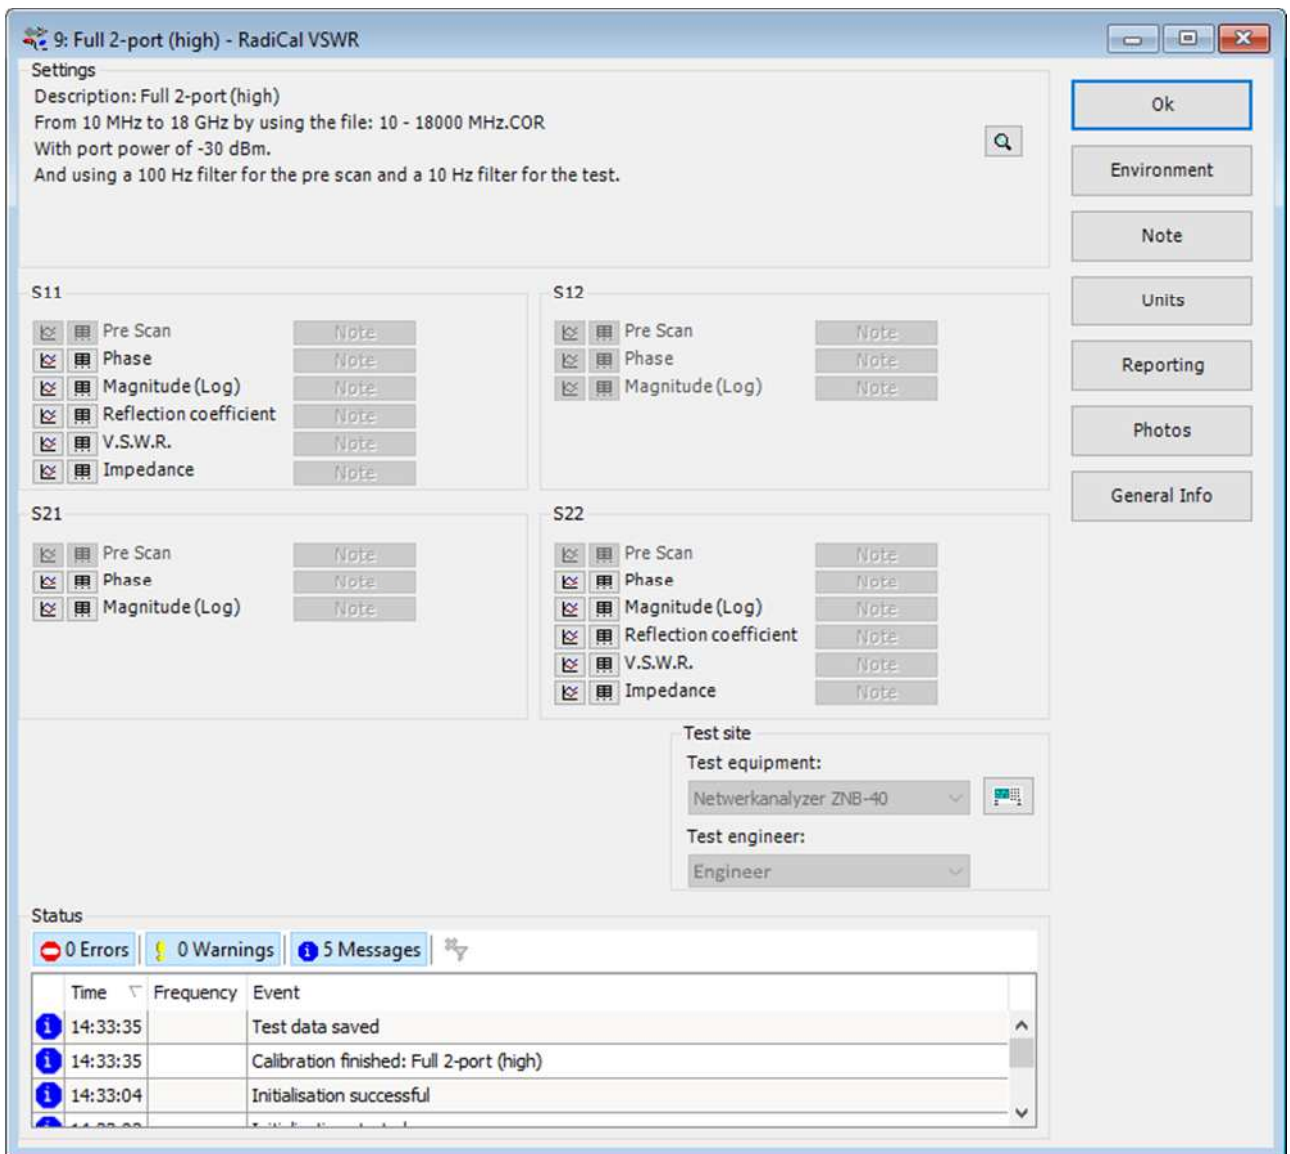 9: Full 2-port (high) - RadiCal VSWR
Settings
Description: Full 2-port (high)
From 10 MHz to 18 GHz by using the file: 10 - 18000 MHz.COR
With port power of -30 dBm.
And using a 100 Hz filter for the pre scan and a 10 Hz filter for the test.
Ok
Environment
Note
Units
Reporting
Photos
General Info
S11
Pre Scan Note
Phase Note
Magnitude (Log) Note
Reflection coefficient Note
V.S.W.R. Note
Impedance Note
S12
Pre Scan Note
Phase Note
Magnitude (Log) Note
S21
Pre Scan Note
Phase Note
Magnitude (Log) Note
S22
Pre Scan Note
Phase Note
Magnitude (Log) Note
Reflection coefficient Note
V.S.W.R. Note
Impedance Note
Test site
Test equipment:
Netwerkanalyzer ZNB-40
Test engineer:
Engineer
Status
0 Errors 0 Warnings 5 Messages
Time Frequency Event
14:33:35 Test data saved
14:33:35 Calibration finished: Full 2-port (high)
14:33:04 Initialisation successful